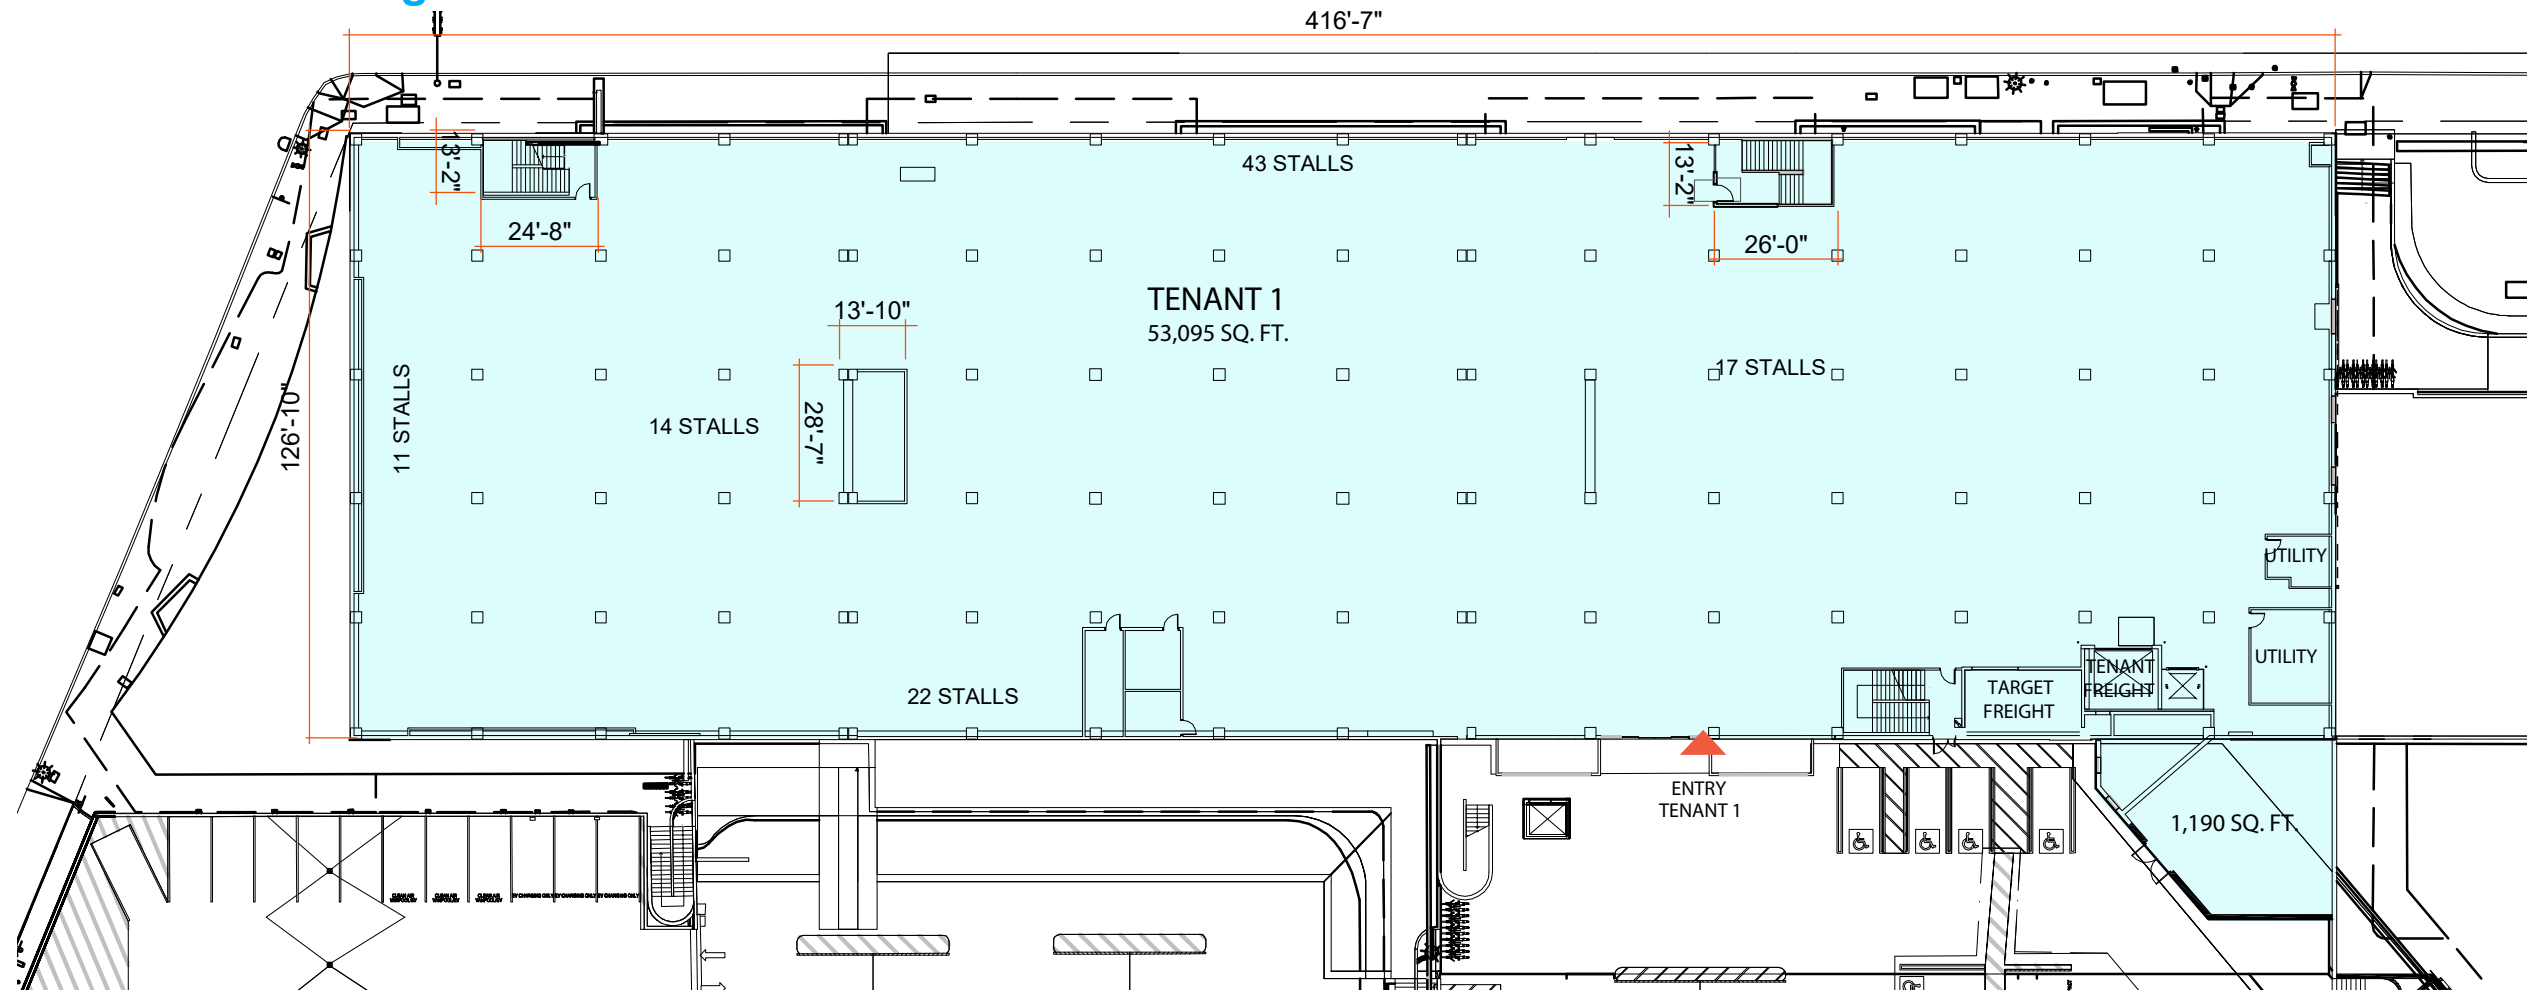 416'-7"
13'-2"
24'-8"
43 STALLS
13'-2"
26'-0"
TENANT 1
53,095 SQ. FT.
13'-10"
126'-10"
11 STALLS
14 STALLS
28'-7"
17 STALLS
UTILITY
UTILITY
22 STALLS
TARGET
FREIGHT
TENANT
FREIGHT
ENTRY
TENANT 1
1,190 SQ. FT.